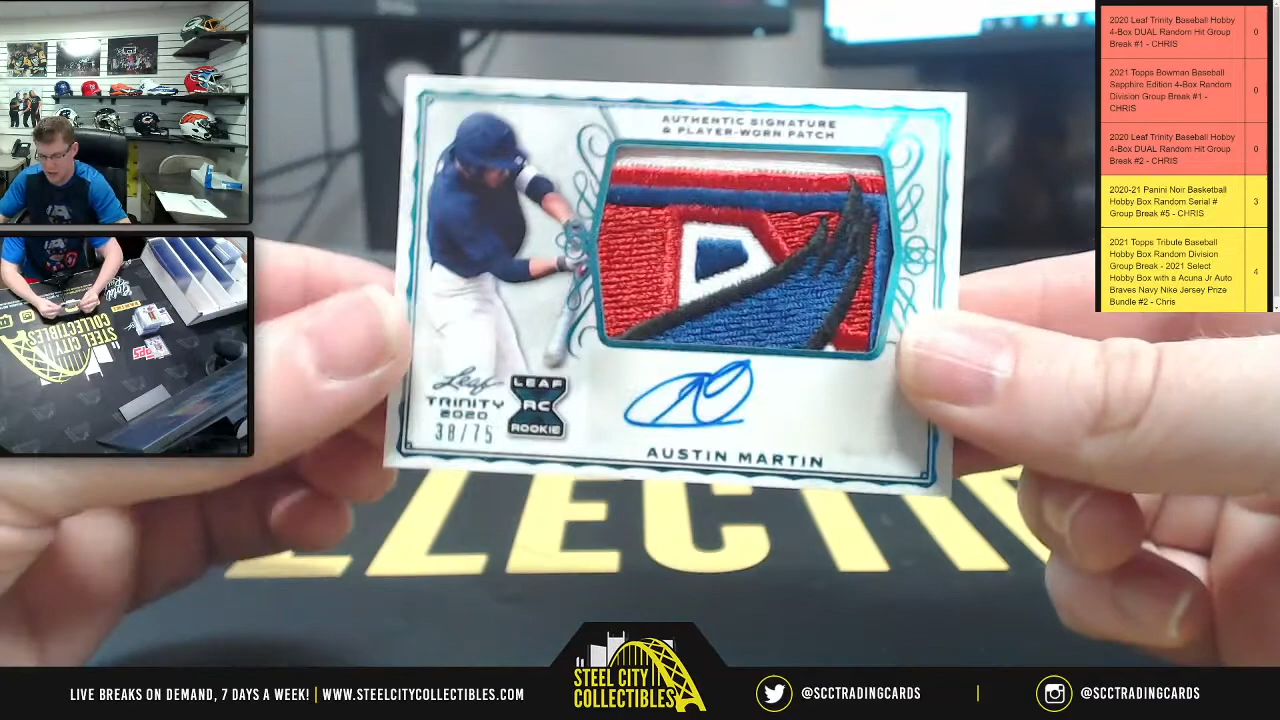 2020 Leaf Trinity Baseball Hobby
4-Box DUAL Random Hit Group
Break #1 - CHRIS
0
2021 Topps Bowman Baseball
Sapphire Edition 4-Box Random
Division Group Break #1 -
CHRIS
0
2020 Leaf Trinity Baseball Hobby
4-Box DUAL Random Hit Group
Break #2 - CHRIS
0
2020-21 Panini Noir Basketball
Hobby Box Random Serial #
Group Break #5 - CHRIS
3
2021 Topps Tribute Baseball
Hobby Box Random Division
Group Break - 2021 Select
Hobby Box with a Acuna Jr Auto
Braves Navy Nike Jersey Prize
Bundle #2 - Chris
4
AUTHENTIC SIGNATURE
& PLAYER-WORN PATCH
Leaf
TRINITY
2020
38/75
LEAF
RC
ROOKIE
AUSTIN MARTIN
LLECTI
STEEL CITY
COLLECTIBLES
LIVE BREAKS ON DEMAND, 7 DAYS A WEEK! | WWW.STEELCITYCOLLECTIBLES.COM
STEEL CITY
COLLECTIBLES
@SCCTRADINGCARDS
@SCCTRADINGCARDS